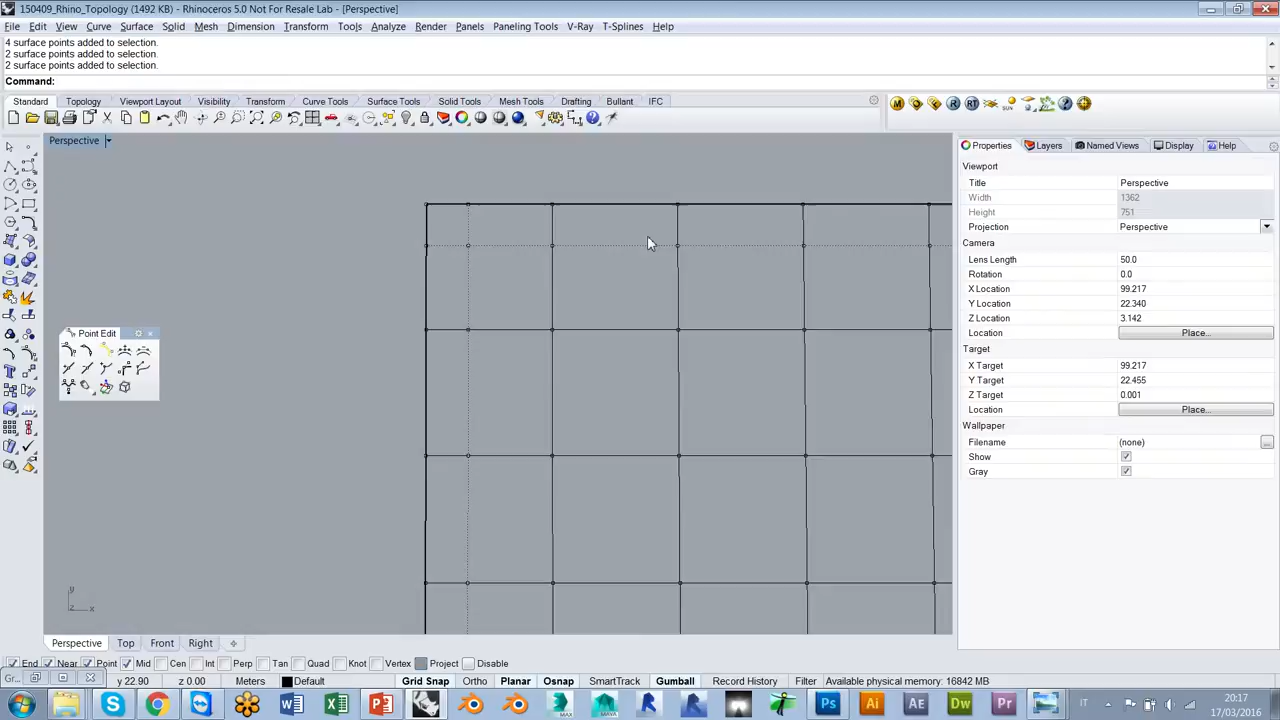 150409_Rhino_Topology (1492 KB) - Rhinoceros 5.0 Not For Resale Lab - [Perspective]
File Edit View Curve Surface Solid Mesh Dimension Transform Tools Analyze Render Panels Paneling Tools V-Ray T-Splines Help
4 surface points added to selection.
2 surface points added to selection.
2 surface points added to selection.
Command:
Standard Topology Viewport Layout Visibility Transform Curve Tools Surface Tools Solid Tools Mesh Tools Drafting Bullant IFC
Perspective
Properties Layers Named Views Display Help
Viewport
Title Perspective
Width 1362
Height 751
Projection Perspective
Camera
Lens Length 50.0
Rotation 0.0
X Location 99.217
Y Location 22.340
Z Location 3.142
Location Place...
Target
X Target 99.217
Y Target 22.455
Z Target 0.001
Location Place...
Wallpaper
Filename (none) ...
Show
Gray
Point Edit
y
z x
Perspective Top Front Right
End Near Point Mid Cen Int Perp Tan Quad Knot Vertex Project Disable
Gr... y 22.90 z 0.00 Meters Default Grid Snap Ortho Planar Osnap SmartTrack Gumball Record History Filter Available physical memory: 16842 MB
IT 20:17
17/03/2016